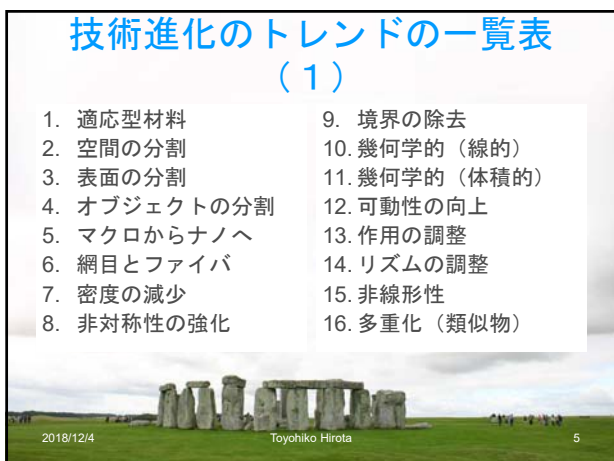 技術進化のトレンドの一覧表
(1)
1. 適応型材料
2. 空間の分割
3. 表面の分割
4. オブジェクトの分割
5. マクロからナノへ
6. 網目とファイバ
7. 密度の減少
8. 非対称性の強化
9. 境界の除去
10. 幾何学的（線的）
11. 幾何学的（体積的）
12. 可動性の向上
13. 作用の調整
14. リズムの調整
15. 非線形性
16. 多重化（類似物）
2018/12/4
Toyohiko Hirota
5